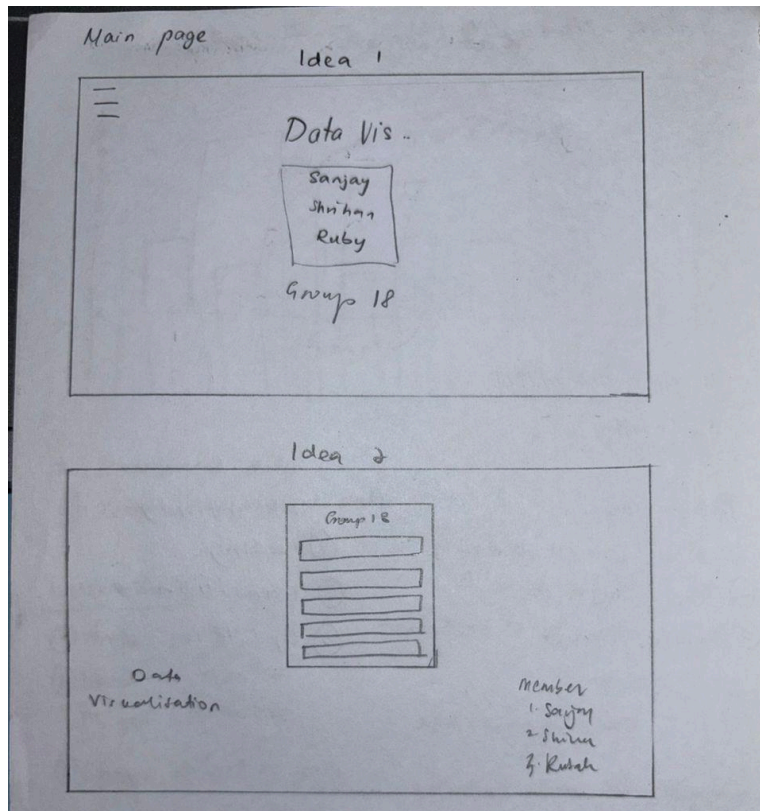 Main page
Idea 1
Data Vis..
Sanjay
Shrihan
Ruby
Group 18
Idea 2
Group 18
Data
Visualisation
Member
1. Sanjay
2.
3.